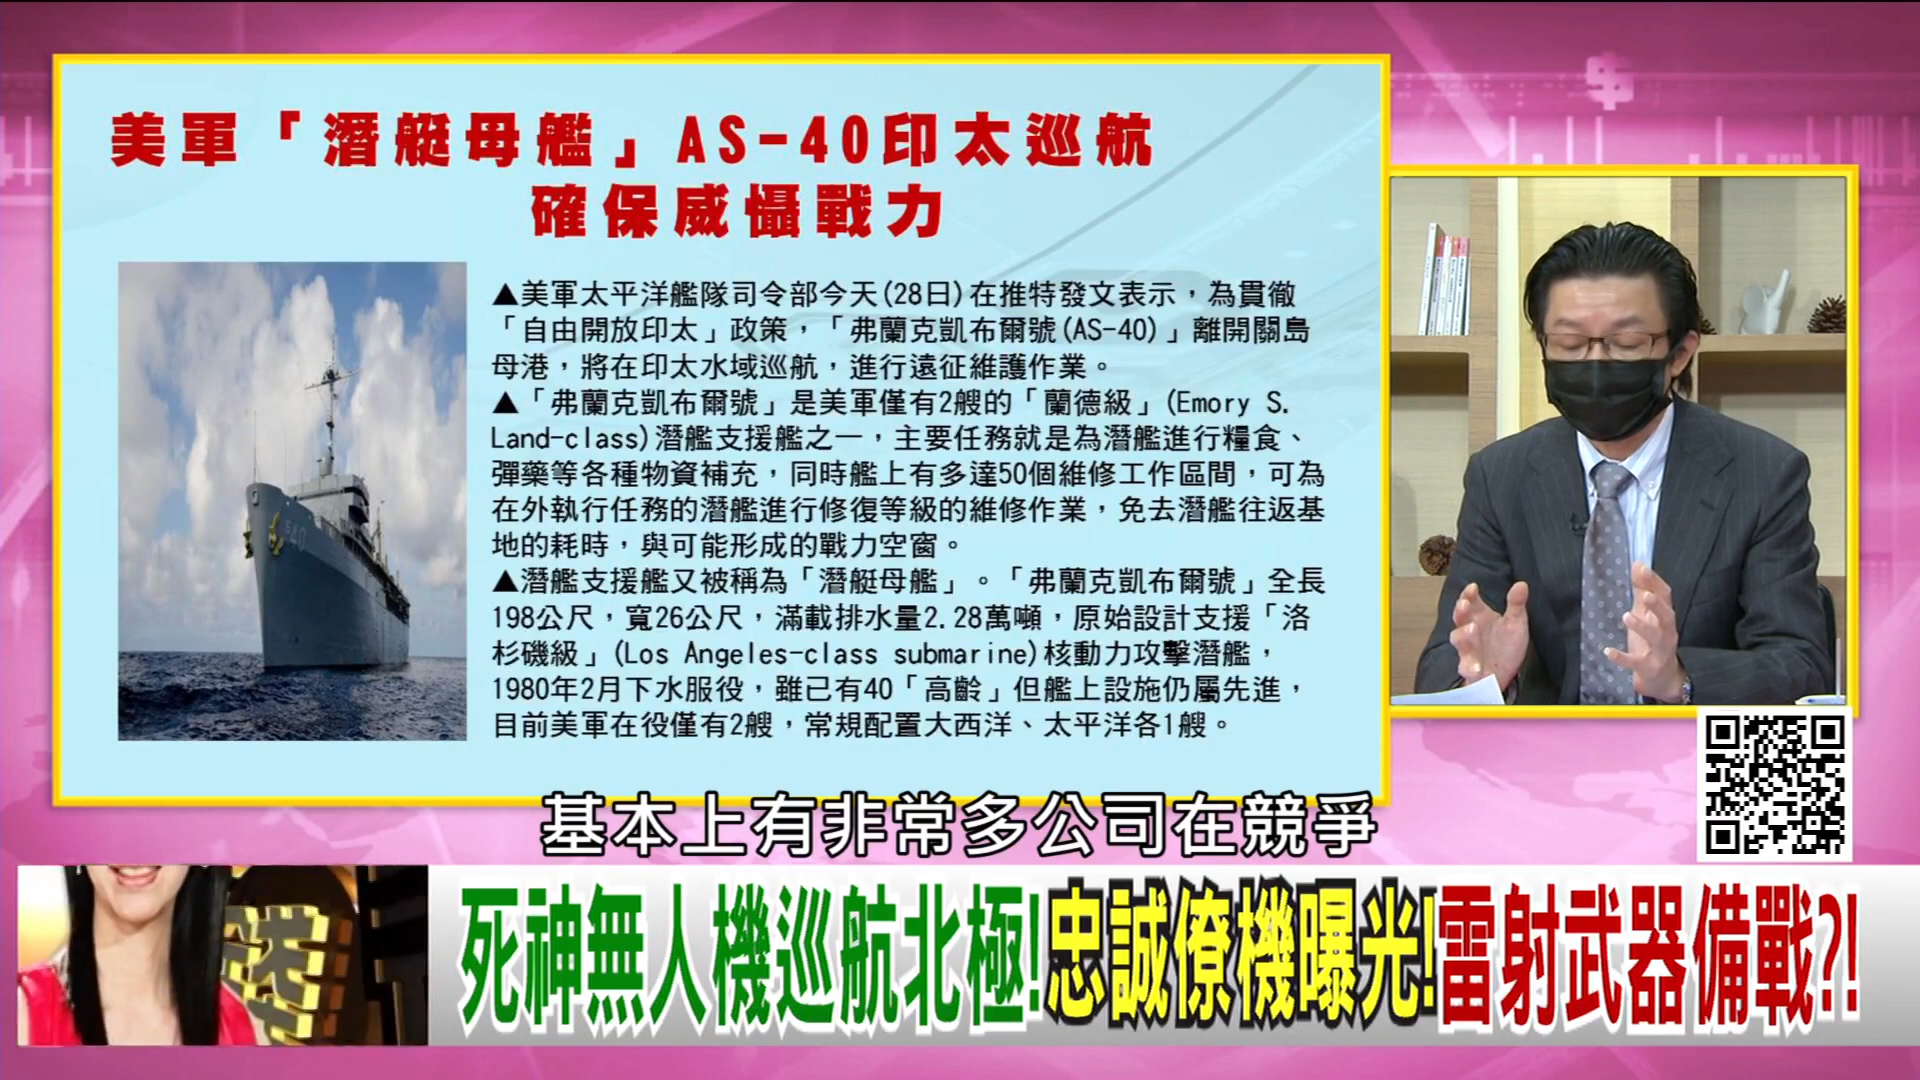 美軍「潛艇母艦」AS-40印太巡航
確保威懾戰力
▲美軍太平洋艦隊司令部今天(28日)在推特發文表示，為貫徹
「自由開放印太」政策，「弗蘭克凱布爾號(AS-40)」離開關島
母港，將在印太水域巡航，進行遠征維護作業。
▲「弗蘭克凱布爾號」是美軍僅有2艘的「蘭德級」(Emory S.
Land-class)潛艦支援艦之一，主要任務就是為潛艦進行糧食、
彈藥等各種物資補充，同時艦上有多達50個維修工作區間，可為
在外執行任務的潛艦進行修復等級的維修作業，免去潛艦往返基
地的耗時，與可能形成的戰力空窗。
▲潛艦支援艦又被稱為「潛艇母艦」。「弗蘭克凱布爾號」全長
198公尺，寬26公尺，滿載排水量2.28萬噸，原始設計支援「洛
杉磯級」(Los Angeles-class submarine)核動力攻擊潛艦，
1980年2月下水服役，雖已有40「高齡」但艦上設施仍屬先進，
目前美軍在役僅有2艘，常規配置大西洋、太平洋各1艘。
40
基本上有非常多公司在競爭
死神無人機巡航北極!忠誠僚機曝光!雷射武器備戰?!